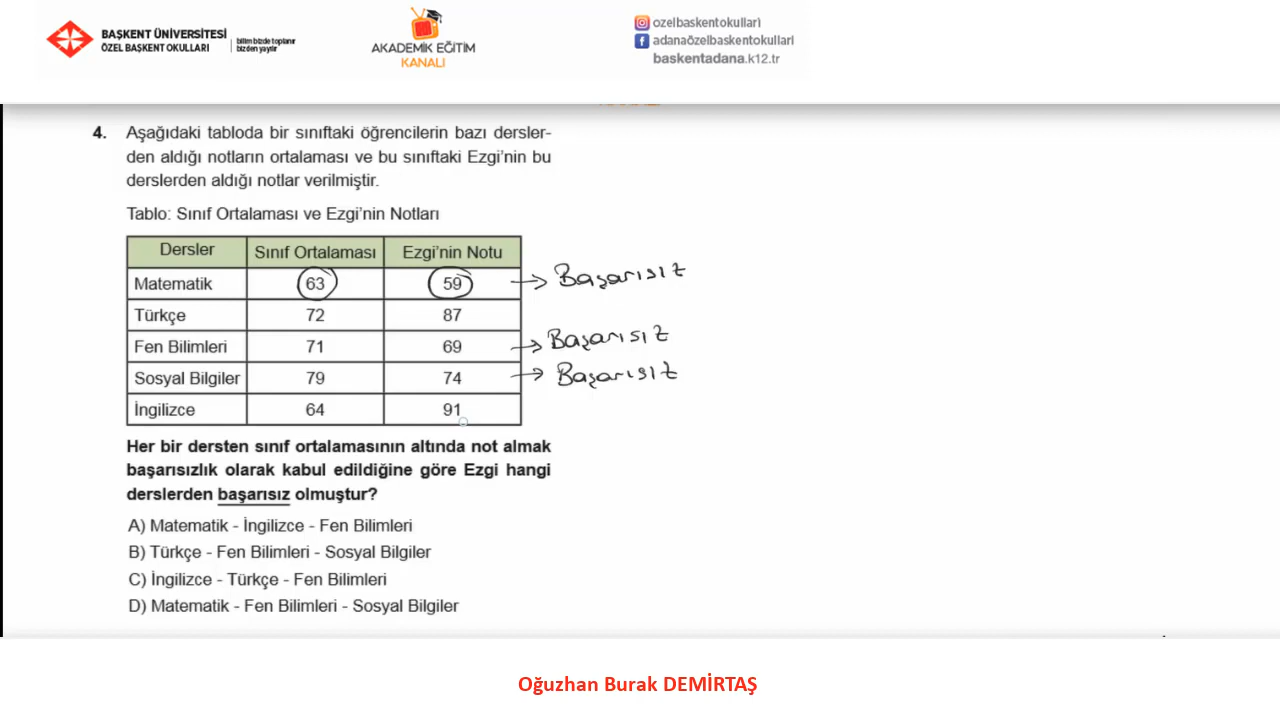 BAŞKENT ÜNİVERSİTESİ
ÖZEL BAŞKENT OKULLARI
bilim bizde toplanır
bizden yayılır
AKADEMİK EĞİTİM
KANALI
ozelbaskentokullari
adanaözelbaskentokullari
baskentadana.k12.tr
4. Aşağıdaki tabloda bir sınıftaki öğrencilerin bazı dersler-
den aldığı notların ortalaması ve bu sınıftaki Ezgi'nin bu
derslerden aldığı notlar verilmiştir.
Tablo: Sınıf Ortalaması ve Ezgi'nin Notları
Dersler Sınıf Ortalaması Ezgi'nin Notu
Matematik 63 59 → Başarısız
Türkçe 72 87
Fen Bilimleri 71 69 → Başarısız
Sosyal Bilgiler 79 74 → Başarısız
İngilizce 64 91
Her bir dersten sınıf ortalamasının altında not almak
başarısızlık olarak kabul edildiğine göre Ezgi hangi
derslerden başarısız olmuştur?
A) Matematik - İngilizce - Fen Bilimleri
B) Türkçe - Fen Bilimleri - Sosyal Bilgiler
C) İngilizce - Türkçe - Fen Bilimleri
D) Matematik - Fen Bilimleri - Sosyal Bilgiler
Oğuzhan Burak DEMİRTAŞ